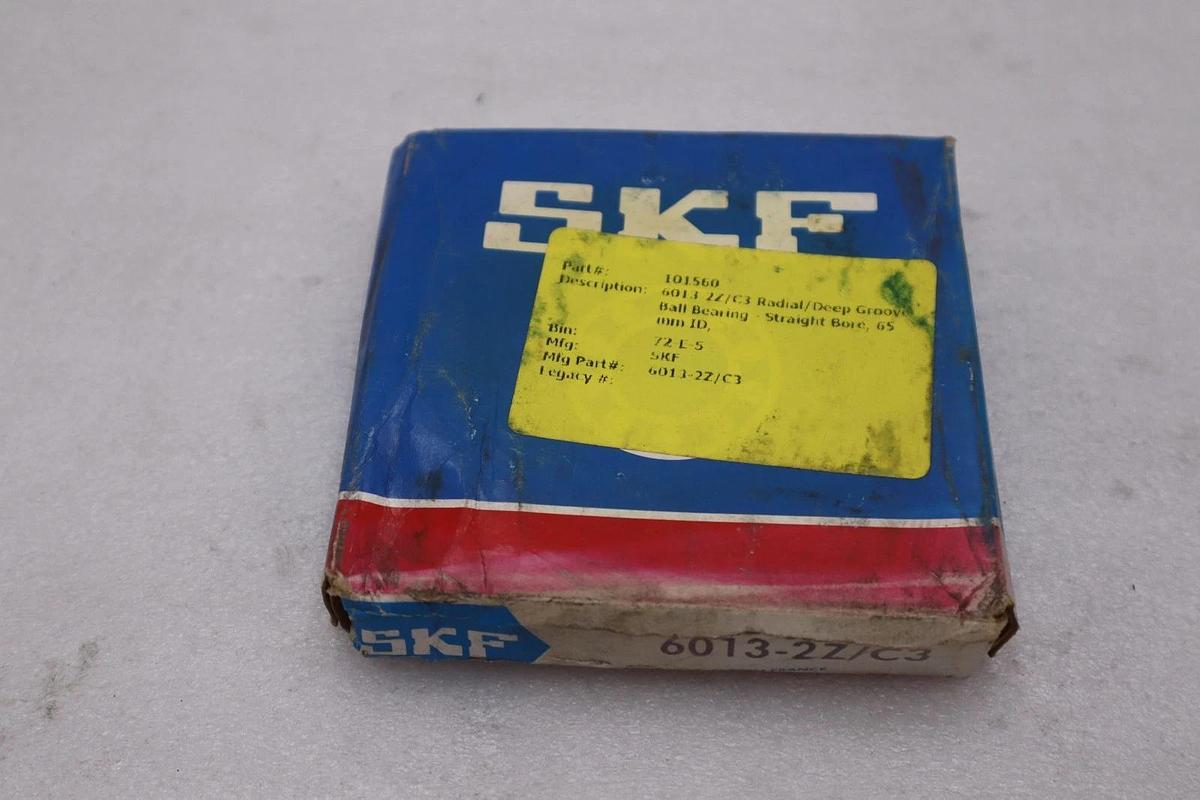 SKF
Part#: 101560
Description: 6013-2Z/C3 Radial/Deep Groove
Ball Bearing - Straight Bore, 65
mm ID,
Bin: 72-E-5
Mfg: SKF
Mfg Part#: 6013-2Z/C3
Legacy #:
SKF 6013-2Z/C3
FRANCE